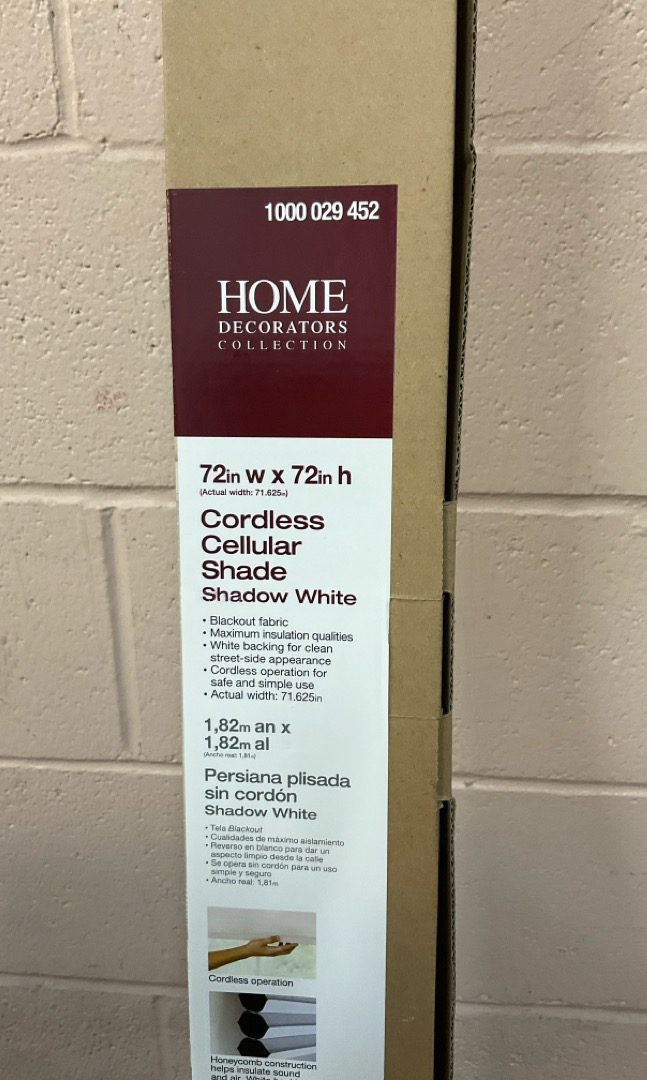 1000 029 452
HOME
DECORATORS
COLLECTION
72in w x 72in h
(Actual width: 71.625in)
Cordless
Cellular
Shade
Shadow White
• Blackout fabric
• Maximum insulation qualities
• White backing for clean
street-side appearance
• Cordless operation for
safe and simple use
• Actual width: 71.625in
1,82m an x
1,82m al
(Ancho real: 1,81m)
Persiana plisada
sin cordón
Shadow White
• Tela Blackout
• Cualidades de máximo aislamiento
• Reverso en blanco para dar un
aspecto limpio desde la calle
• Se opera sin cordón para un uso
simple y seguro
• Ancho real: 1,81m
Cordless operation
Honeycomb construction
helps insulate sound
and air. White